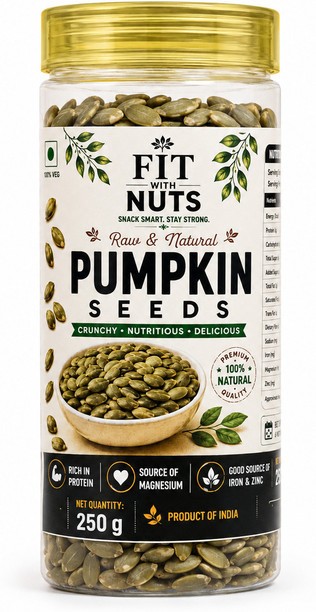 FIT
WITH
NUTS
SNACK SMART. STAY STRONG.
100% VEG
Raw & Natural
PUMPKIN
SEEDS
CRUNCHY • NUTRITIOUS • DELICIOUS
PREMIUM
100%
NATURAL
QUALITY
RICH IN
PROTEIN
SOURCE OF
MAGNESIUM
GOOD SOURCE OF
IRON & ZINC
NET QUANTITY:
250 g
PRODUCT OF INDIA